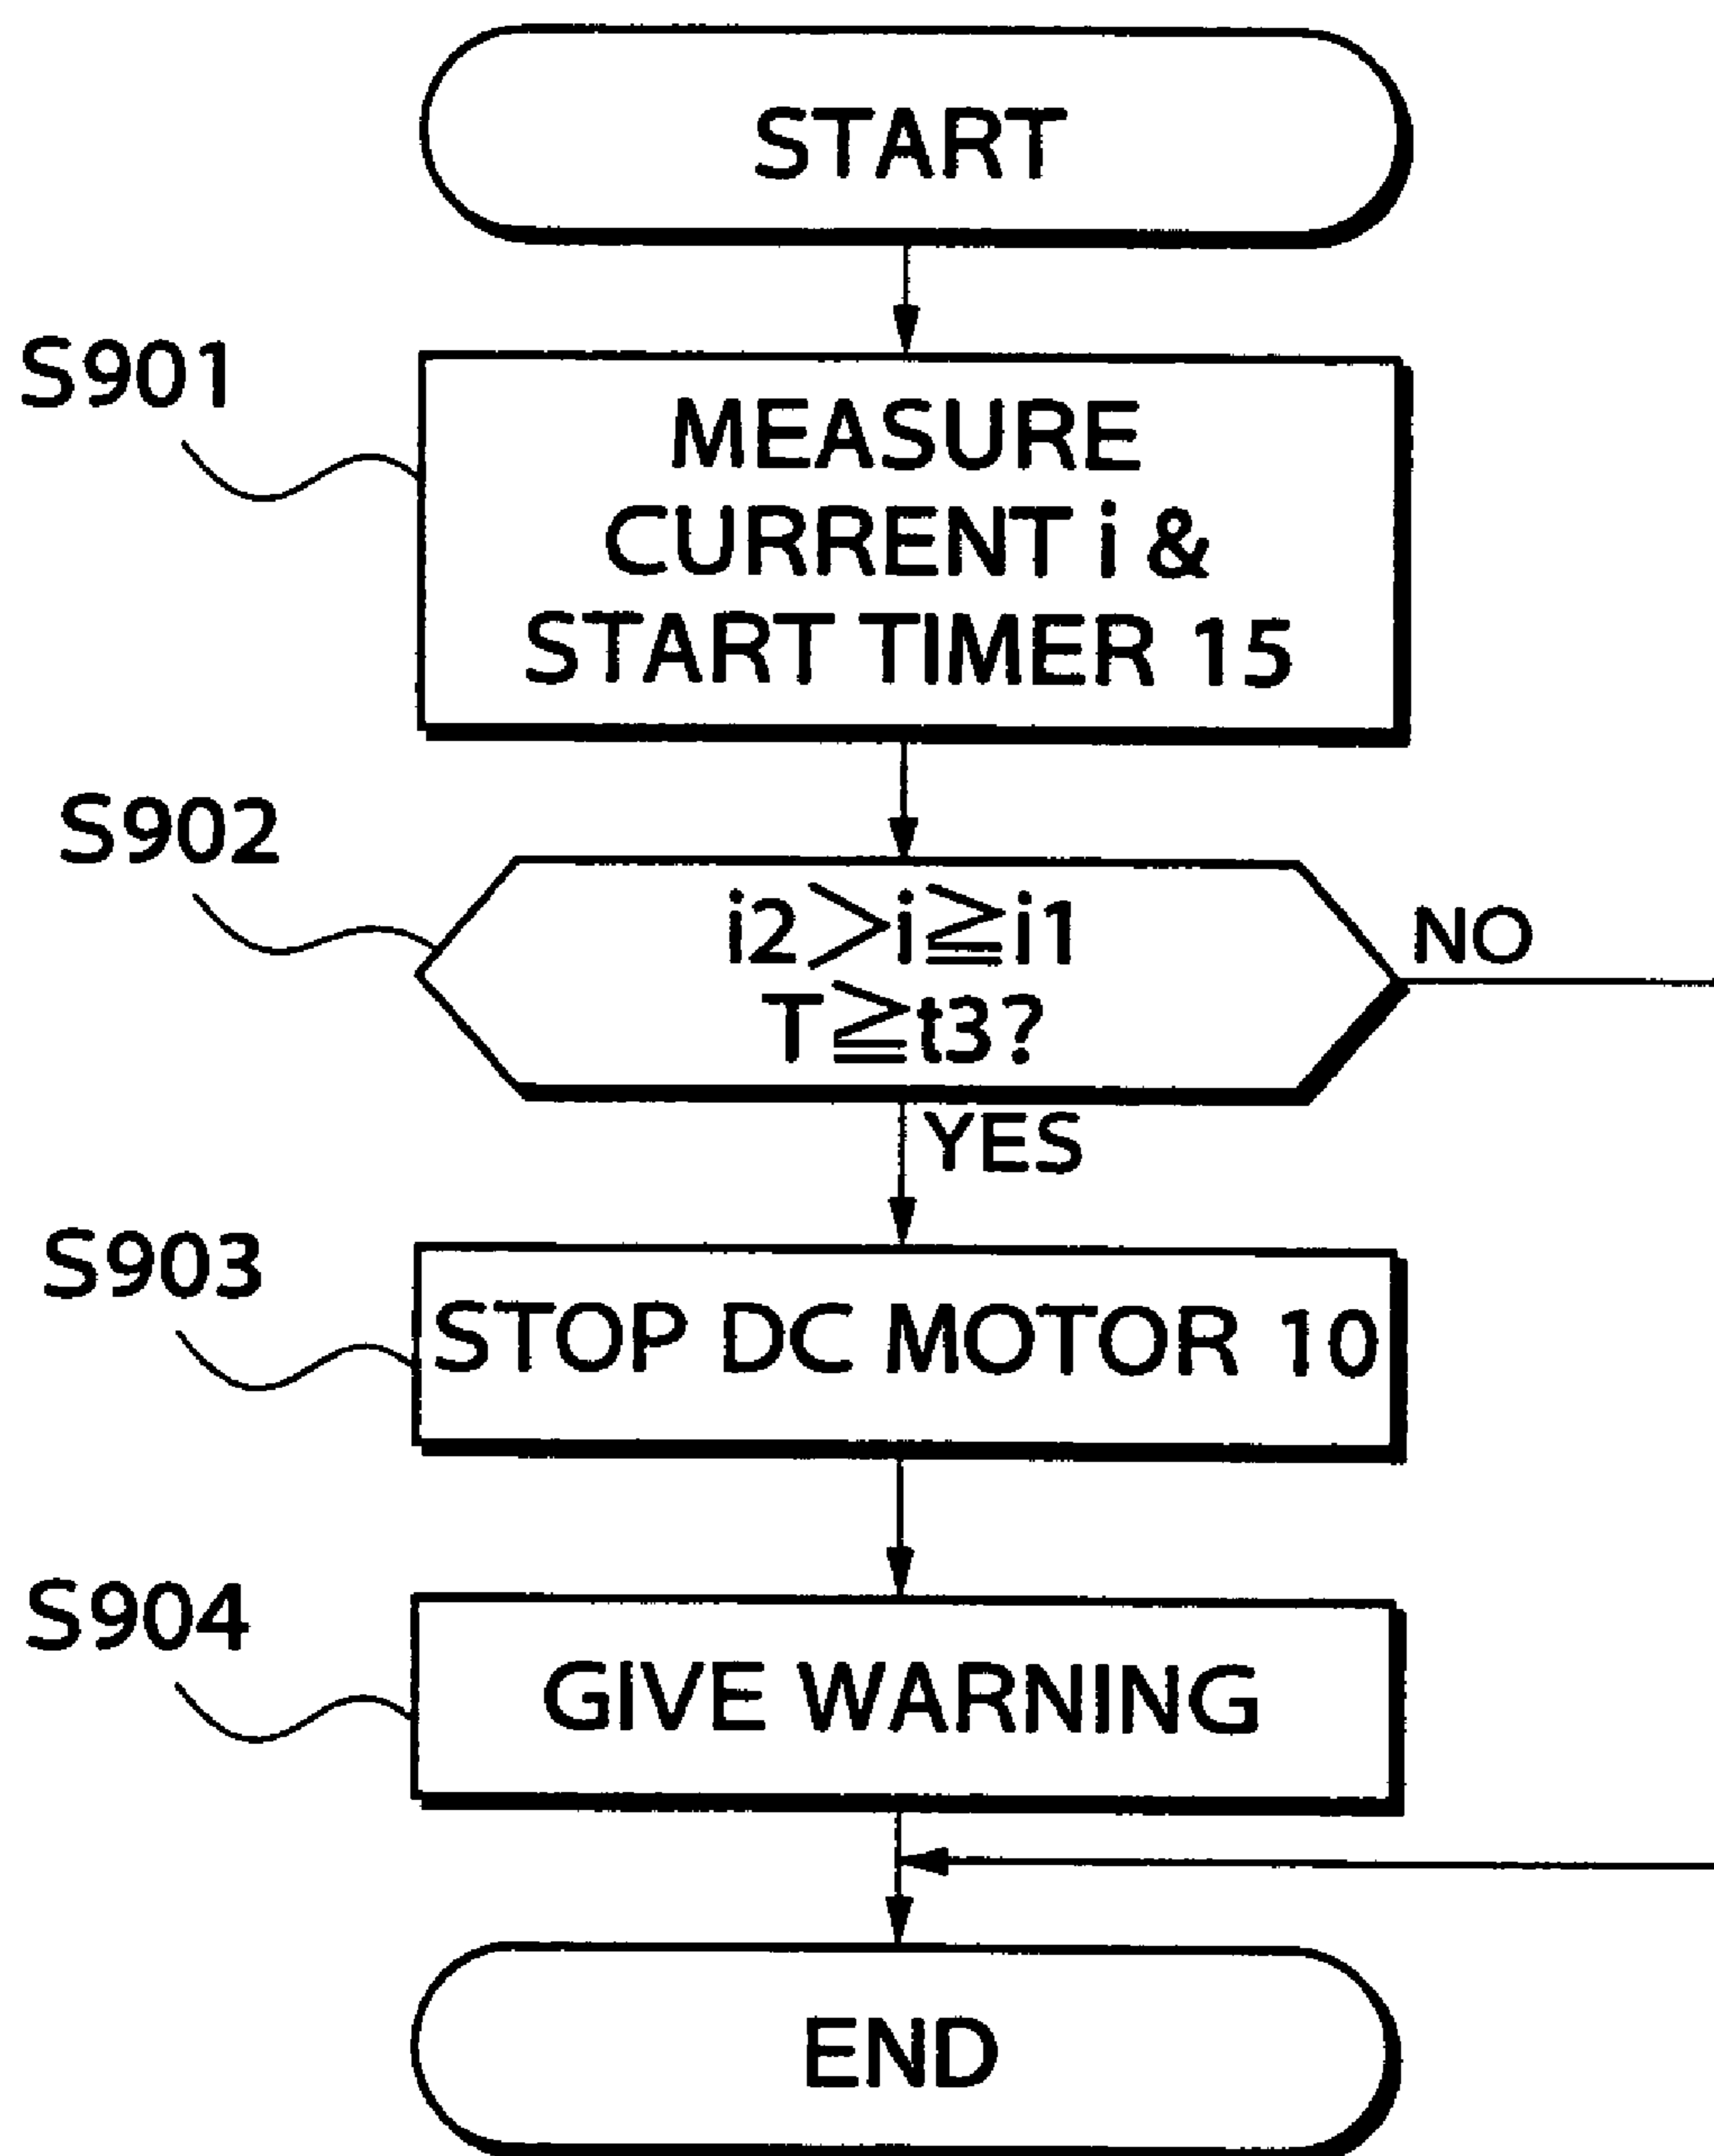 START
S901
MEASURE
CURRENT i &
START TIMER 15
S902
i2>i≧i1
T≧t3?
NO
YES
S903
STOP DC MOTOR 10
S904
GIVE WARNING
END